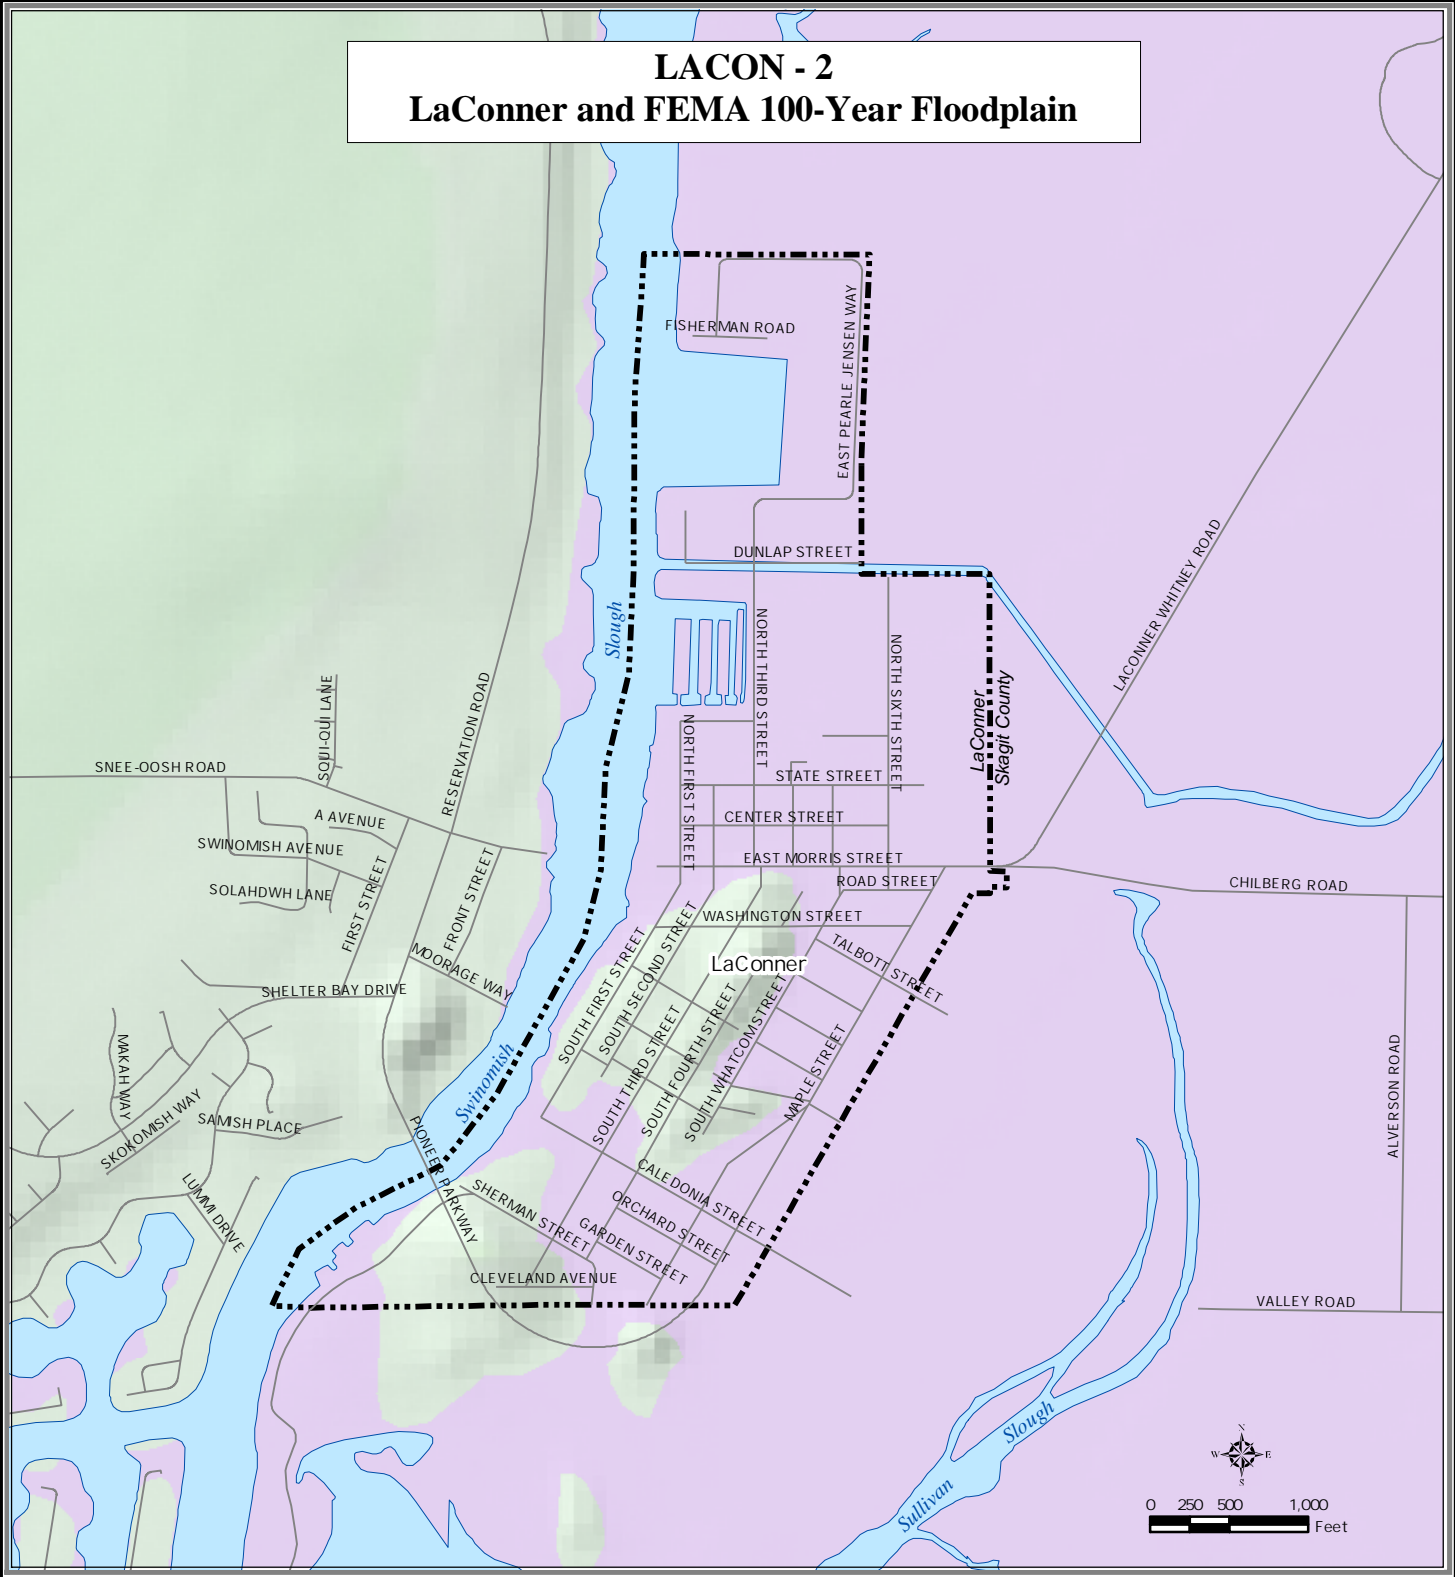 LACON - 2
LaConner and FEMA 100-Year Floodplain
FISHERMAN ROAD
EAST PEARLE JENSEN WAY
DUNLAP STREET
LACONNER WHITNEY ROAD
Slough
NORTH THIRD STREET
NORTH SIXTH STREET
LaConner
Skagit County
SQUI-QUI LANE
RESERVATION ROAD
NORTH FIRST STREET
SNEE-OOSH ROAD
STATE STREET
A AVENUE
CENTER STREET
SWINOMISH AVENUE
EAST MORRIS STREET
SOLAHDWH LANE
ROAD STREET
CHILBERG ROAD
FIRST STREET
FRONT STREET
WASHINGTON STREET
TALBOTT STREET
LaConner
MOORAGE WAY
SOUTH FIRST STREET
SOUTH SECOND STREET
SHELTER BAY DRIVE
SOUTH THIRD STREET
SOUTH FOURTH STREET
SOUTH WHATCOM STREET
MAPLE STREET
MAKAH WAY
Swinomish
ALVERSON ROAD
SKOKOMISH WAY
SAMISH PLACE
PIONEER PARKWAY
LUMMI DRIVE
SHERMAN STREET
CALEDONIA STREET
ORCHARD STREET
GARDEN STREET
CLEVELAND AVENUE
VALLEY ROAD
Slough
Sullivan
N
W
E
S
0 250 500 1,000
Feet